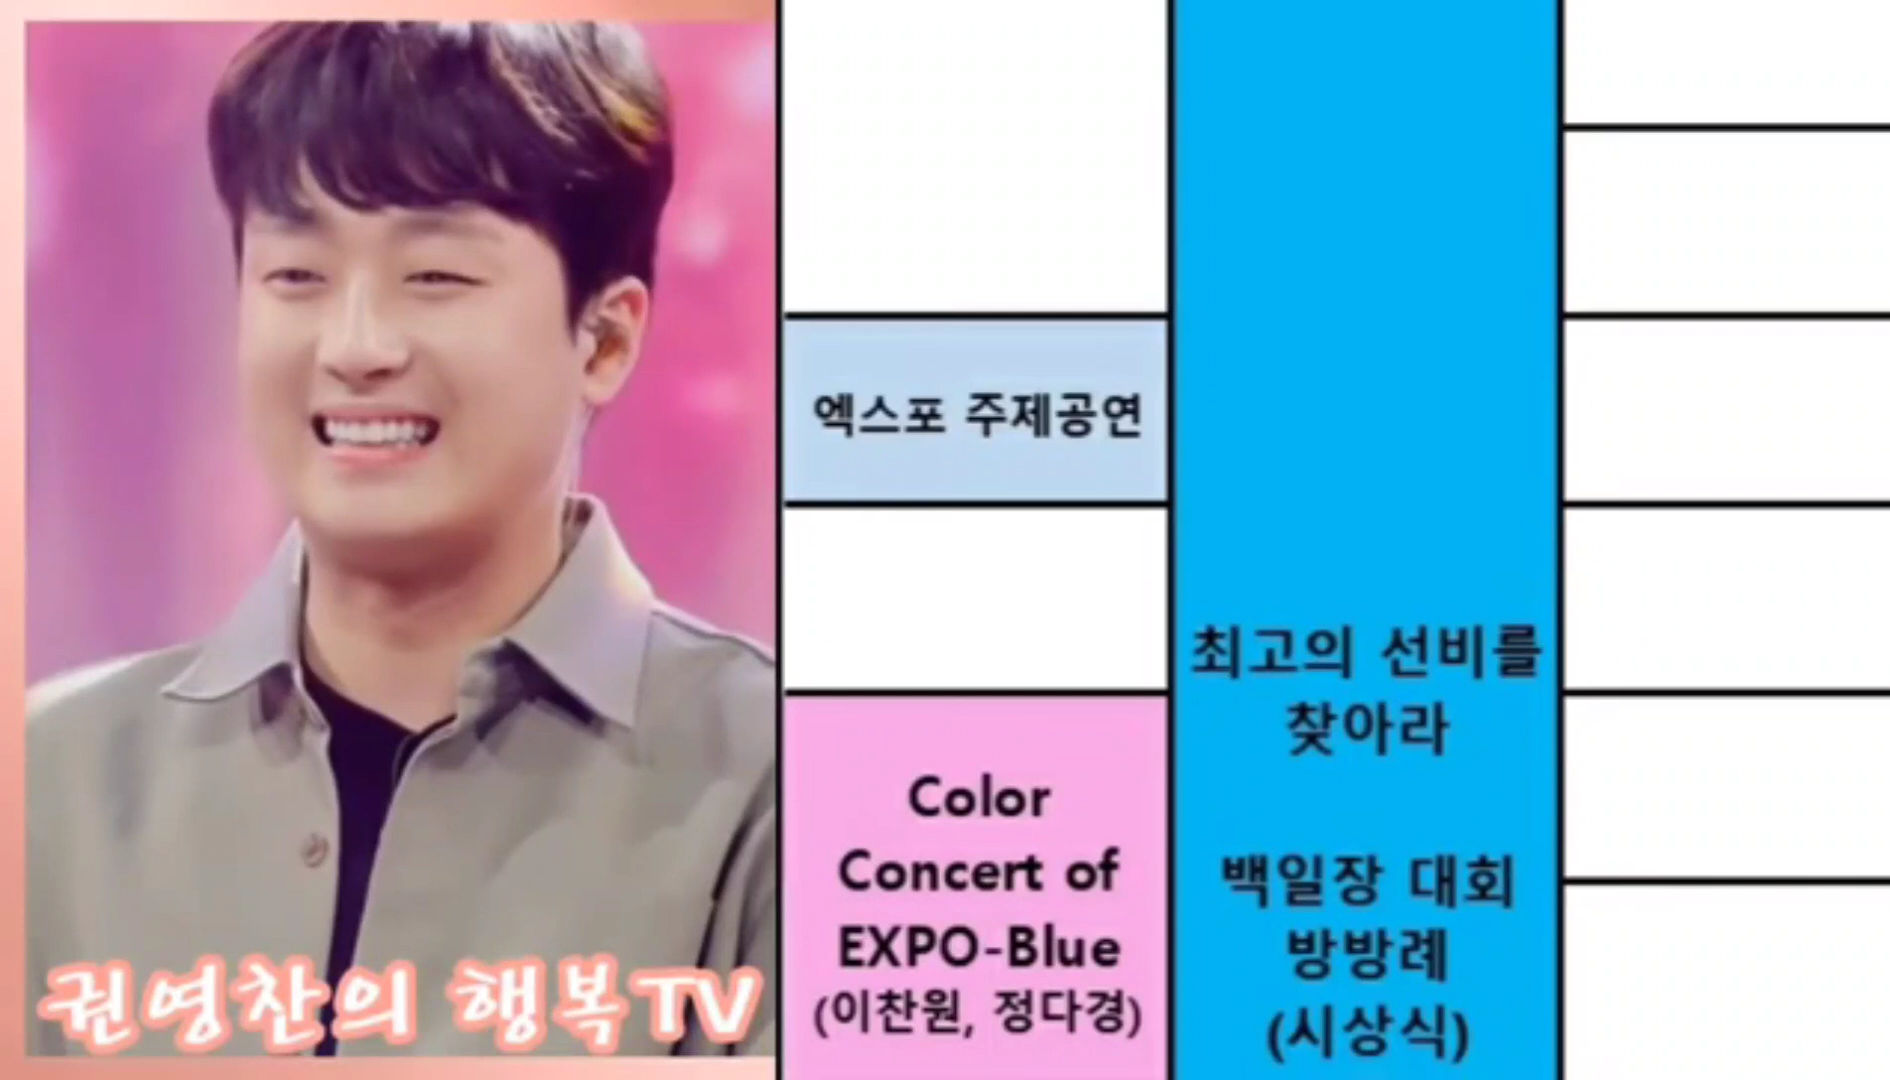 권영찬의 행복TV
엑스포 주제공연
Color
Concert of
EXPO-Blue
(이찬원, 정다경)
최고의 선비를
찾아라
백일장 대회
방방례
(시상식)